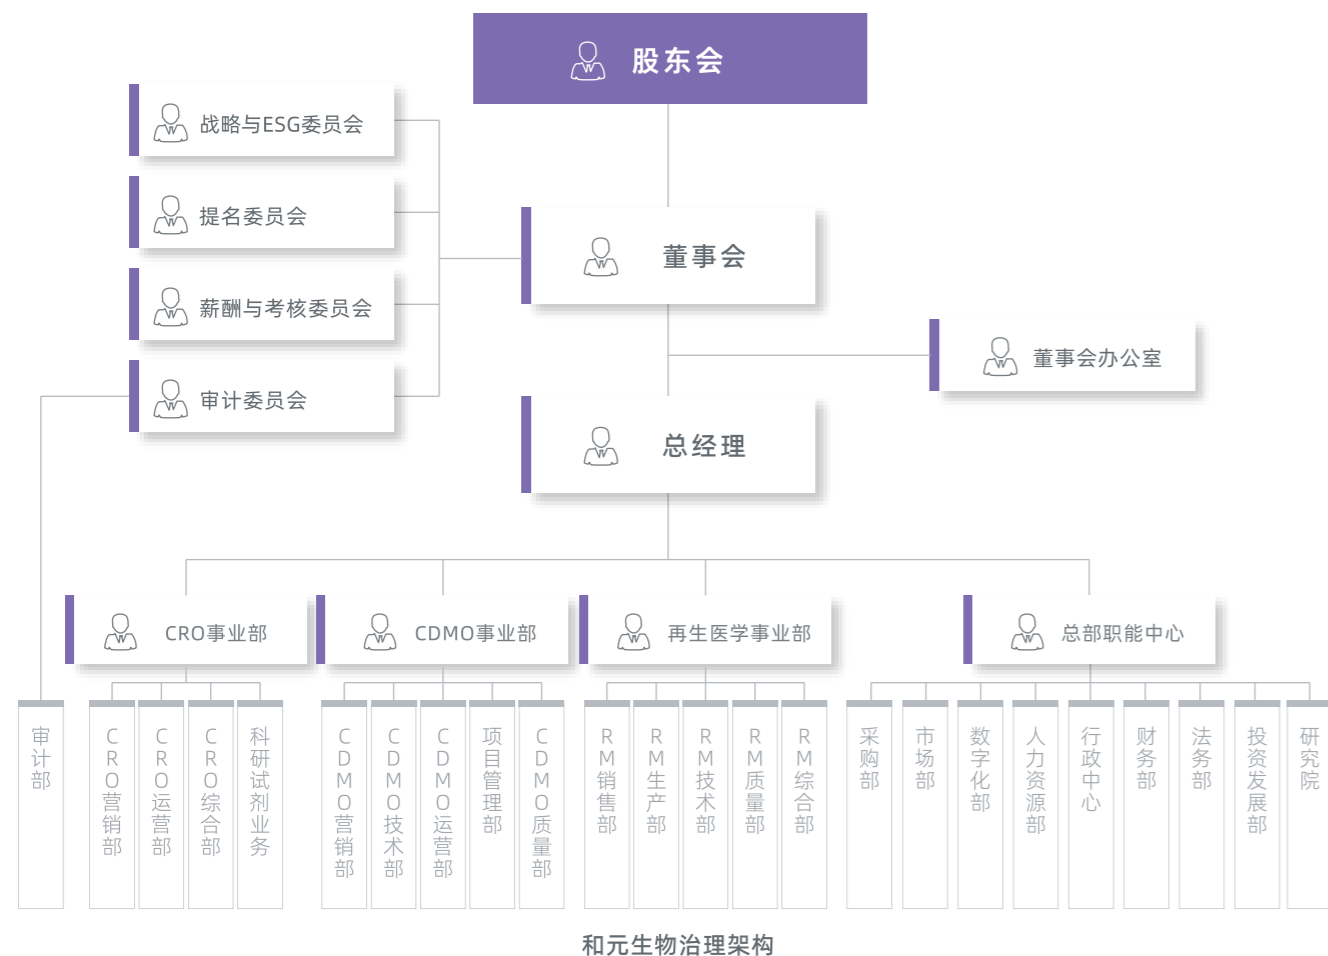 股东会
战略与ESG委员会
提名委员会
董事会
薪酬与考核委员会
董事会办公室
审计委员会
总经理
CRO事业部
CDMO事业部
再生医学事业部
总部职能中心
审计部
CRO营销部
CRO运营部
CRO综合部
科研试剂业务
CDMO营销部
CDMO技术部
CDMO运营部
项目管理部
CDMO质量部
RM销售部
RM生产部
RM技术部
RM质量部
RM综合部
采购部
市场部
数字化部
人力资源部
行政中心
财务部
法务部
投资发展部
研究院
和元生物治理架构